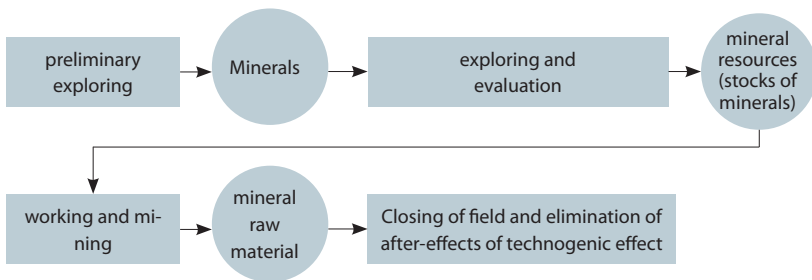 preliminary
exploring
Minerals
exploring and
evaluation
mineral
resources
(stocks of
minerals)
working and mi-
ning
mineral
raw
material
Closing of field and elimination of
after-effects of technogenic effect